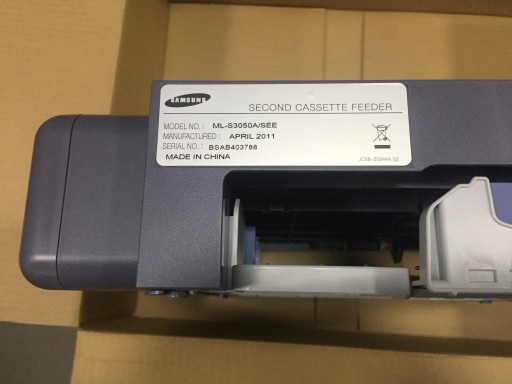 SAMSUNG
SECOND CASSETTE FEEDER
MODEL NO.: ML-S3050A/SEE
MANUFACTURED: APRIL 2011
SERIAL NO.: BSAB403788
MADE IN CHINA